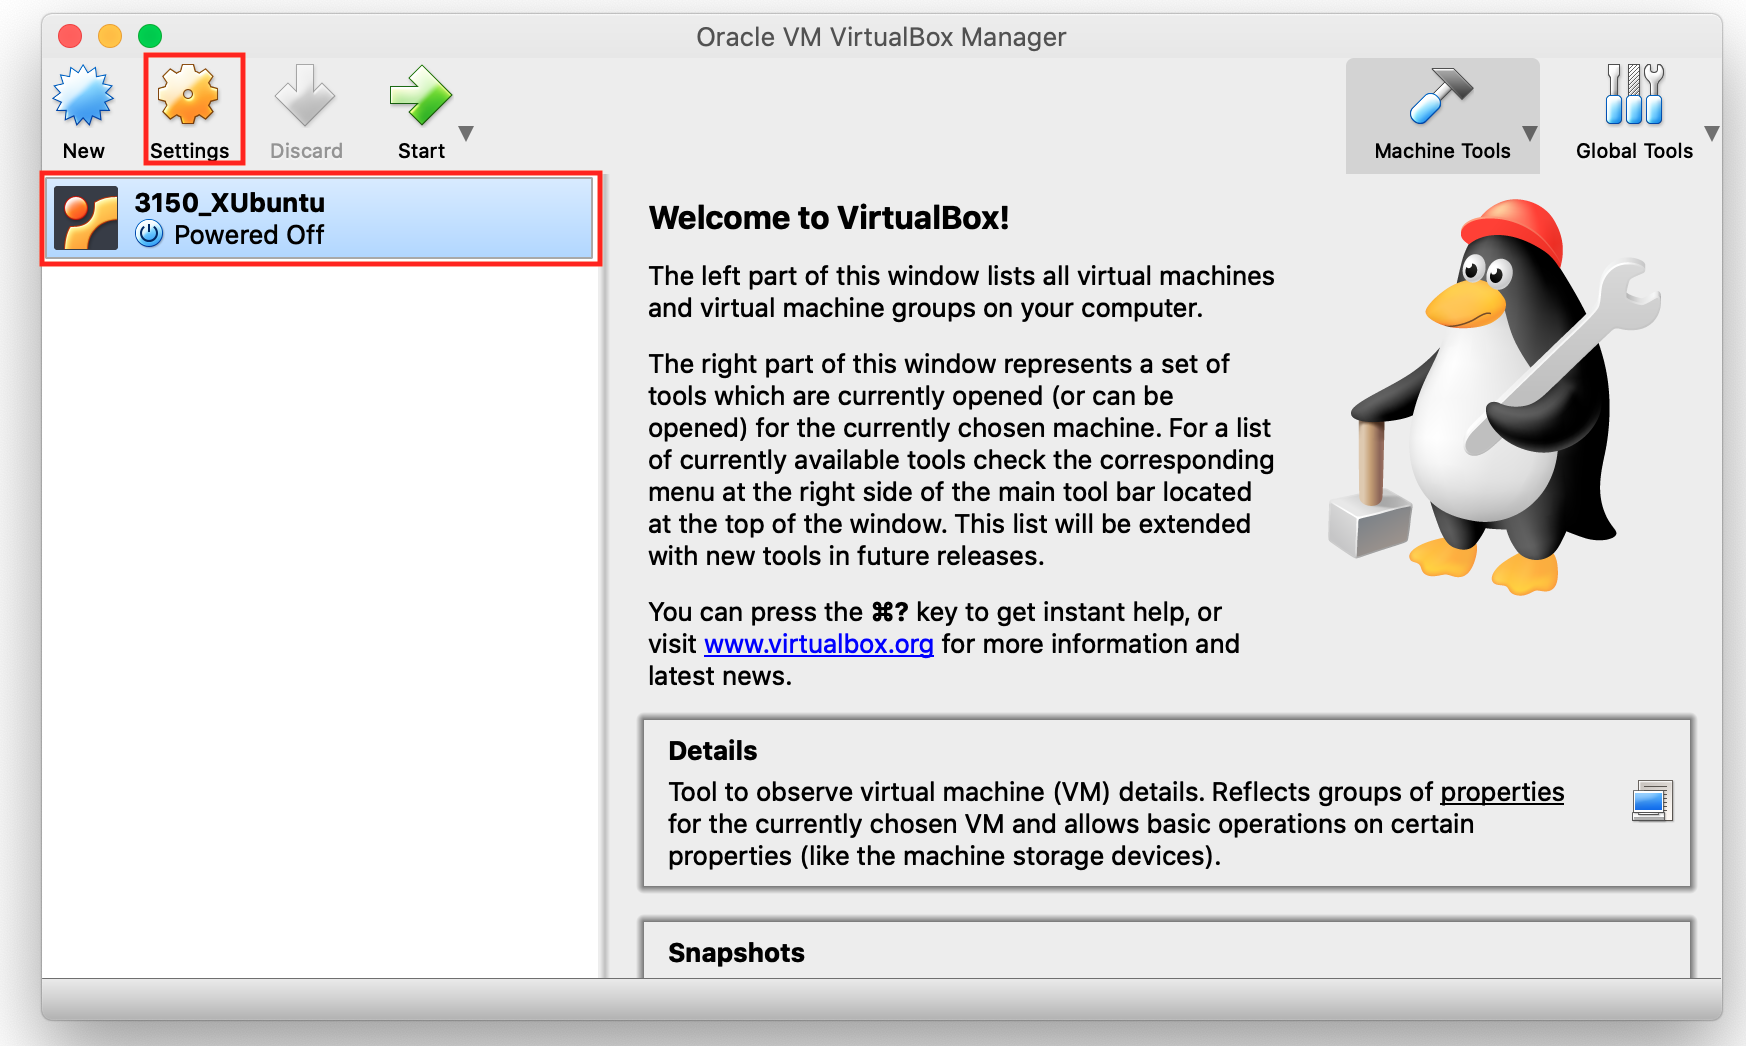 Oracle VM VirtualBox Manager
New
Settings
Discard
Start
Machine Tools
Global Tools
3150_XUbuntu
Powered Off
Welcome to VirtualBox!
The left part of this window lists all virtual machines
and virtual machine groups on your computer.
The right part of this window represents a set of
tools which are currently opened (or can be
opened) for the currently chosen machine. For a list
of currently available tools check the corresponding
menu at the right side of the main tool bar located
at the top of the window. This list will be extended
with new tools in future releases.
You can press the ⌘? key to get instant help, or
visit www.virtualbox.org for more information and
latest news.
Details
Tool to observe virtual machine (VM) details. Reflects groups of properties
for the currently chosen VM and allows basic operations on certain
properties (like the machine storage devices).
Snapshots